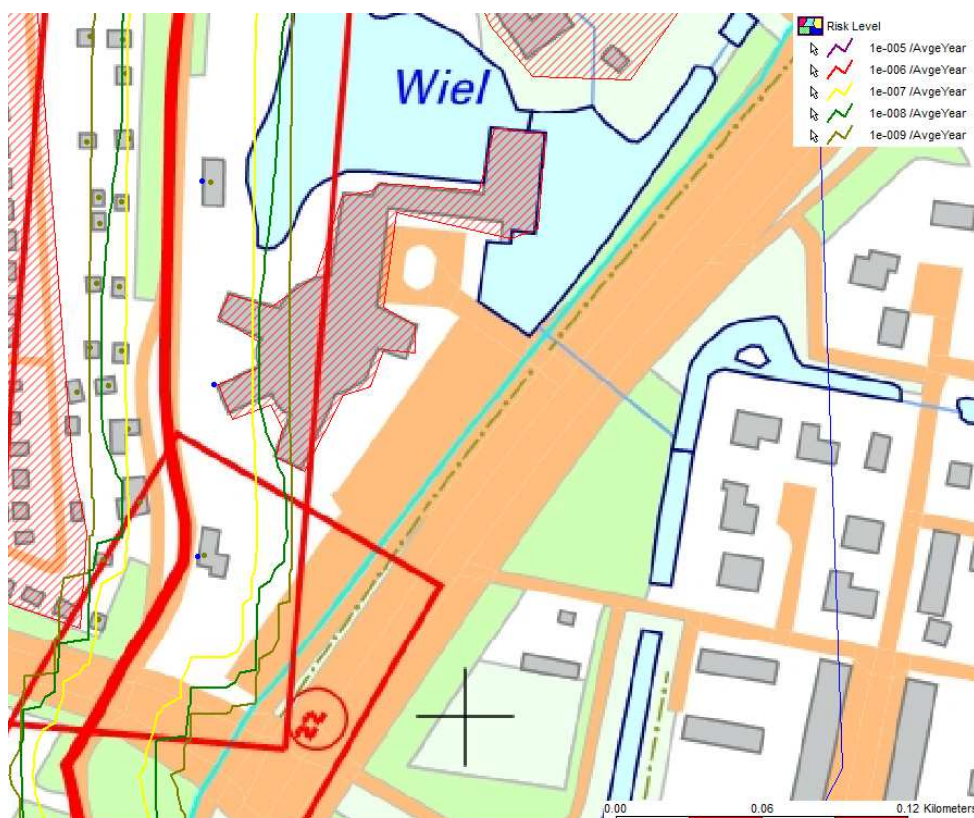 Wiel
Risk Level
1e-005 /AvgeYear
1e-006 /AvgeYear
1e-007 /AvgeYear
1e-008 /AvgeYear
1e-009 /AvgeYear
22
0.00 0.06 0.12 Kilometers